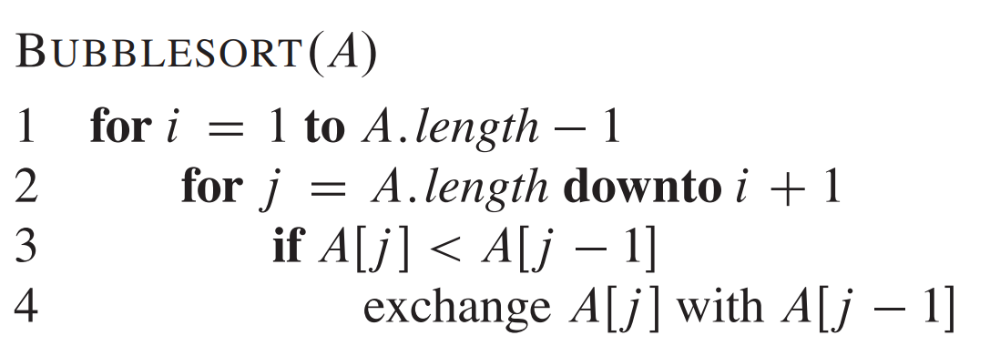 BUBBLESORT(A)
1 for i = 1 to A.length − 1
2 for j = A.length downto i + 1
3 if A[j] < A[j − 1]
4 exchange A[j] with A[j − 1]